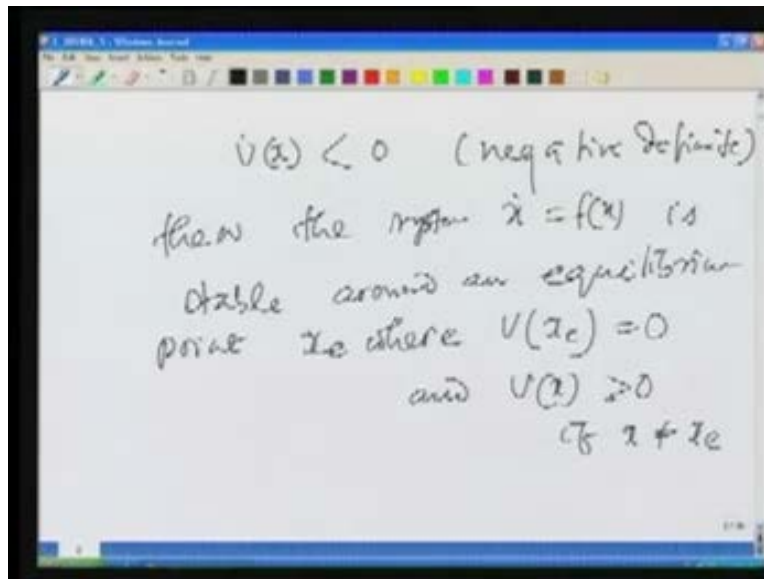 V̇(x) < 0 (negative definite)
then the system ẋ = f(x) is
stable around an equilibrium
point xe where V(xe) = 0
and V(x) > 0
if x ≠ xe